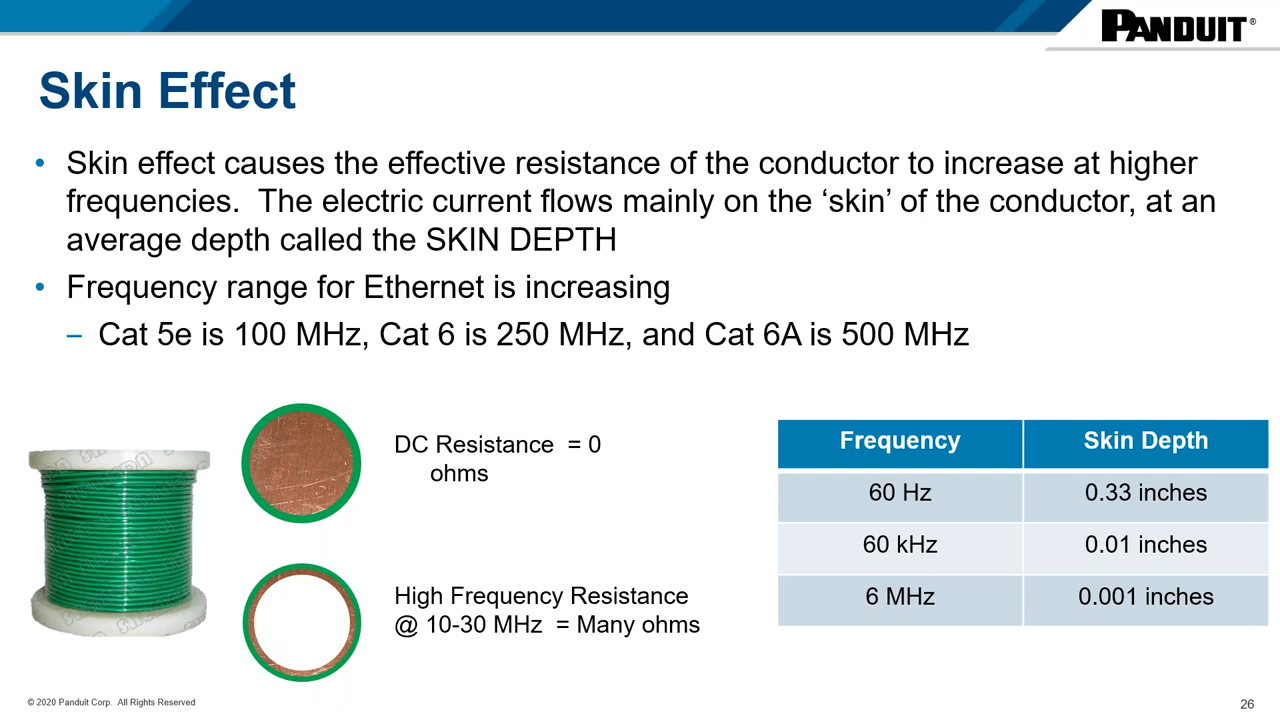 PANDUIT®
Skin Effect
• Skin effect causes the effective resistance of the conductor to increase at higher
frequencies.  The electric current flows mainly on the ‘skin’ of the conductor, at an
average depth called the SKIN DEPTH
• Frequency range for Ethernet is increasing
– Cat 5e is 100 MHz, Cat 6 is 250 MHz, and Cat 6A is 500 MHz
DC Resistance  = 0
ohms
High Frequency Resistance
@ 10-30 MHz  = Many ohms
Frequency Skin Depth
60 Hz 0.33 inches
60 kHz 0.01 inches
6 MHz 0.001 inches
© 2020 Panduit Corp.  All Rights Reserved
26